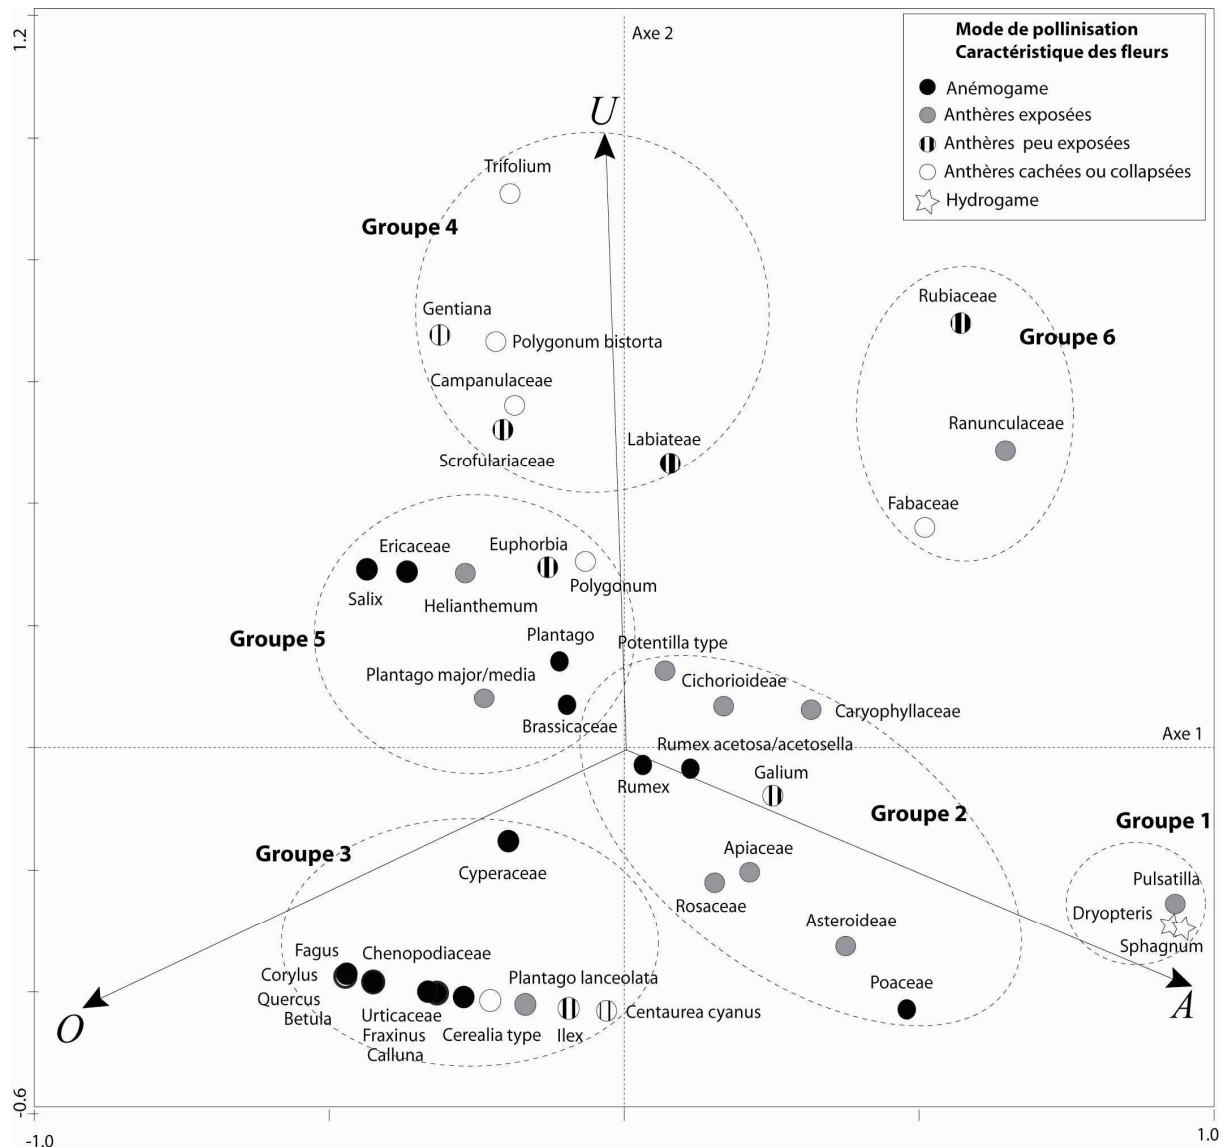 1.2
Axe 2
Mode de pollinisation
Caractéristique des fleurs
Anémogame
Anthères exposées
Anthères peu exposées
Anthères cachées ou collapsées
Hydrogame
U
Trifolium
Groupe 4
Gentiana
Polygonum bistorta
Campanulaceae
Scrofulariaceae
Labiateae
Rubiaceae
Groupe 6
Ranunculaceae
Fabaceae
Ericaceae
Euphorbia
Salix
Helianthemum
Polygonum
Groupe 5
Plantago
Plantago major/media
Brassicaceae
Potentilla type
Cichorioideae
Caryophyllaceae
Axe 1
Rumex acetosa/acetosella
Rumex
Galium
Groupe 2
Groupe 1
Apiaceae
Rosaceae
Asteroideae
Poaceae
Pulsatilla
Dryopteris
Sphagnum
A
Groupe 3
Cyperaceae
Fagus
Chenopodiaceae
Corylus
Quercus
Betula
Urticaceae
Fraxinus
Calluna
Plantago lanceolata
Cerealia type
Ilex
Centaurea cyanus
O
-0.6
-1.0
1.0